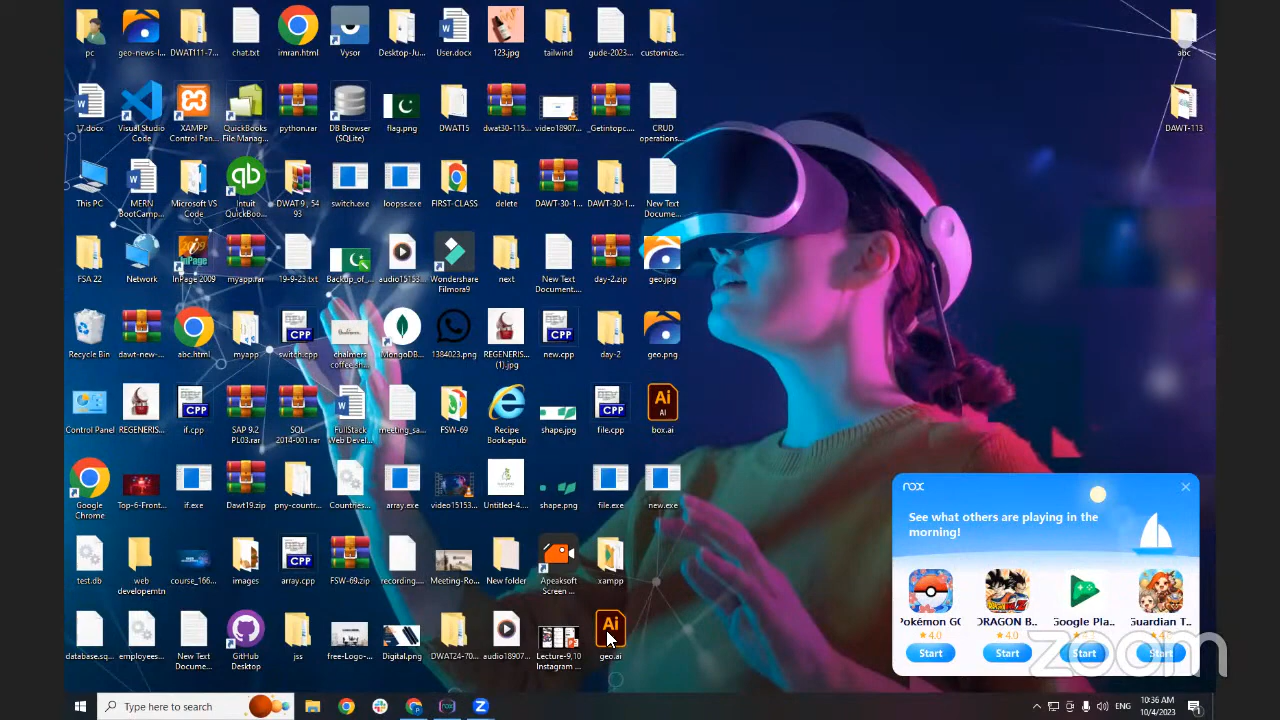 pc
geo-news-l...
DWAT111-7...
chat.txt
imran.html
Vysor
Desktop-Ju...
User.docx
123.jpg
tailwind
gude-2023...
customize...
abc
17.docx
Visual Studio
Code
XAMPP
Control Pan...
QuickBooks
File Manag...
python.rar
DB Browser
(SQLite)
flag.png
DWAT15
dwat30-115...
video18907...
_Getintopc...
CRUD
operations...
DAWT-113
This PC
MERN
BootCamp...
Microsoft VS
Code
Intuit
QuickBoo...
DWAT-9 , 54
93
switch.exe
loopss.exe
FIRST-CLASS
delete
DAWT-30-1...
DAWT-30-1...
New Text
Docume...
FSA 22
Network
InPage 2009
myapp.rar
19-9-23.txt
Backup_of_...
audio15153...
Wondershare
Filmora9
next
New Text
Document....
day-2.zip
geo.jpg
Recycle Bin
dawt-new-...
abc.html
myapp
switch.cpp
chalmers
coffee sh...
MongoDB...
1384023.png
REGENERIS...
(1).jpg
new.cpp
day-2
geo.png
Control Panel
REGENERIS...
if.cpp
SAP 9.2
PL03.rar
SQL
2014-001.rar
FullStack
Web Devel...
meeting_sa...
FSW-69
Recipe
Book.epub
shape.jpg
file.cpp
box.ai
Google
Chrome
Top-6-Front...
if.exe
Dawt19.zip
pny-countr...
Countries...
array.exe
video15153...
Untitled-4...
shape.png
file.exe
new.exe
test.db
web
developemtn
course_166...
images
array.cpp
FSW-69.zip
recording...
Meeting-Ro...
New folder
Apeaksoft
Screen ...
xampp
database.sq...
employees...
New Text
Docume...
GitHub
Desktop
jss
free-Logo-...
Digital.png
DWAT24-70...
audio18907...
Lecture-9,10
Instagram ...
geo.ai
nox
See what others are playing in the
morning!
Pokémon GO
DRAGON B...
Google Pla...
Guardian T...
4.0
4.0
Start
Start
Start
Start
zoom
Type here to search
ENG
10:36 AM
10/4/2023